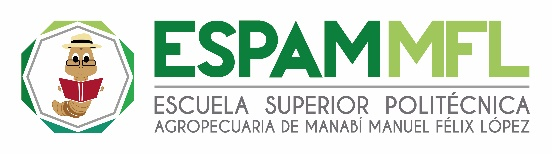 ESPAMMFL
ESCUELA SUPERIOR POLITÉCNICA
AGROPECUARIA DE MANABÍ MANUEL FÉLIX LÓPEZ